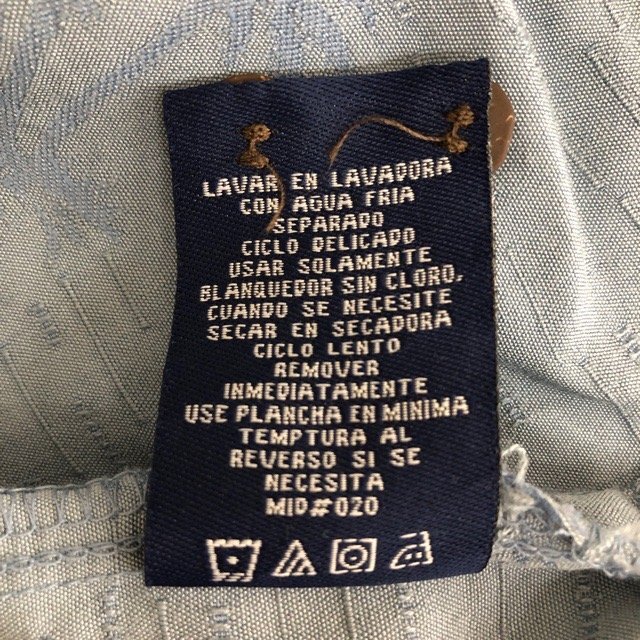 LAVAR EN LAVADORA
CON AGUA FRIA
SEPARADO
CICLO DELICADO
USAR SOLAMENTE
BLANQUEDOR SIN CLORO,
CUANDO SE NECESITE
SECAR EN SECADORA
CICLO LENTO
REMOVER
INMEDIATAMENTE
USE PLANCHA EN MINIMA
TEMPTURA AL
REVERSO SI SE
NECESITA
MID#020